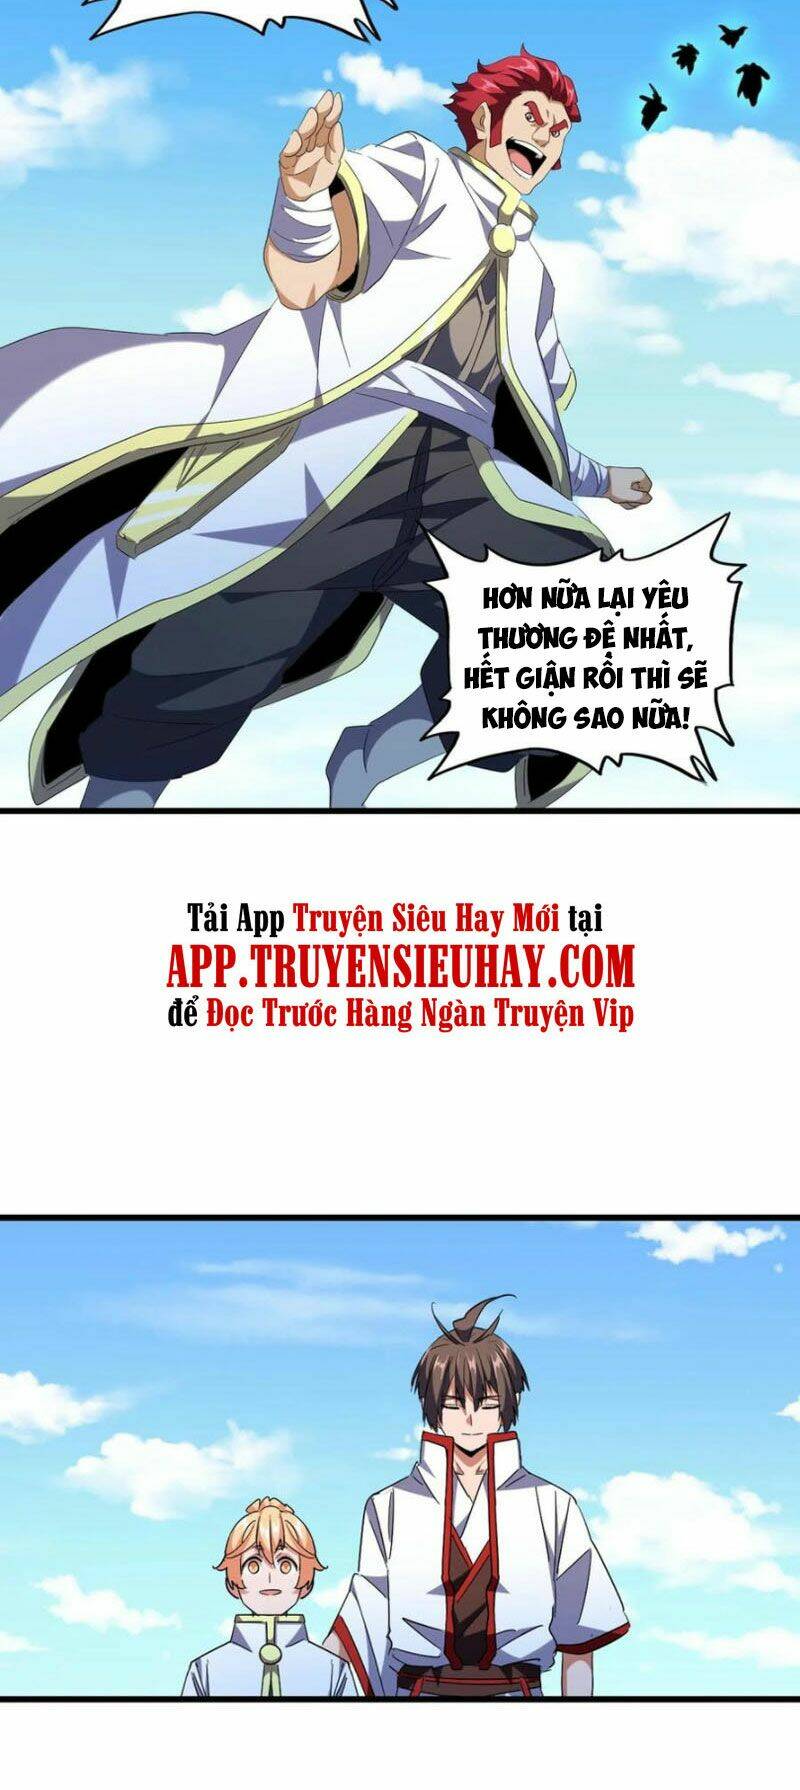 HƠN NỮA LẠI YÊU
THƯƠNG ĐỆ NHẤT,
HẾT GIẬN RỒI THÌ SẼ
KHÔNG SAO NỮA!
Tải App Truyện Siêu Hay Mới tại
APP.TRUYENSIEUHAY.COM
để Đọc Trước Hàng Ngàn Truyện Vip